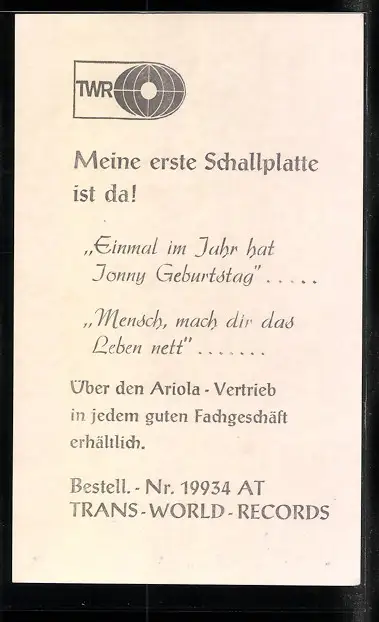 TWR
Meine erste Schallplatte
ist da!
„Einmal im Jahr hat
Jonny Geburtstag" . . . . .
„Mensch, mach dir das
Leben nett" . . . . . . .
Über den Ariola - Vertrieb
in jedem guten Fachgeschäft
erhältlich.
Bestell. - Nr. 19934 AT
TRANS - WORLD - RECORDS